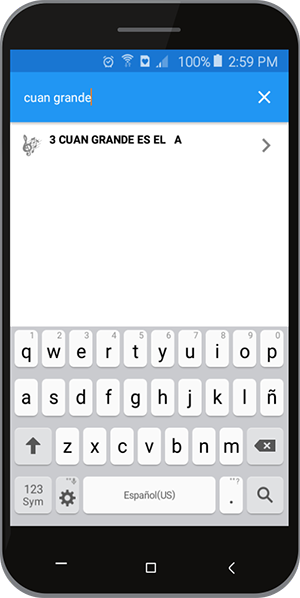 100% 2:59 PM
cuan grande
3 CUAN GRANDE ES EL A
1 2 3 4 5 6 7 8 9 0
q w e r t y u i o p
a s d f g h j k l ñ
z x c v b n m
123 Sym Español(US) .